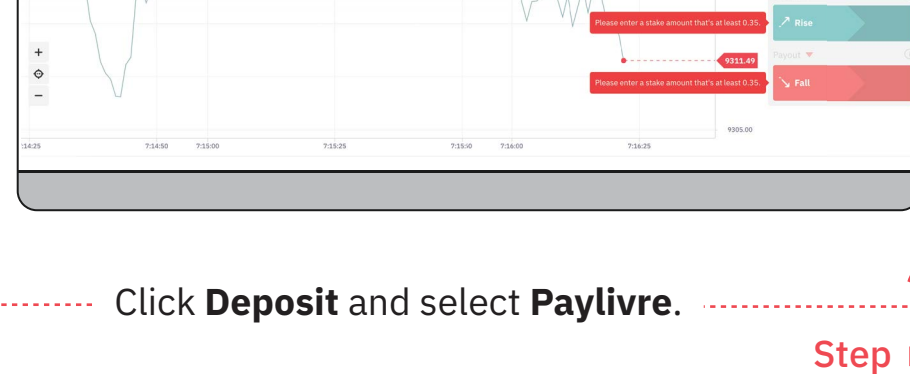 Please enter a stake amount that's at least 0.35.
Rise
Payout
9311.49
Please enter a stake amount that's at least 0.35.
Fall
9305.00
:14:25 7:14:50 7:15:00 7:15:25 7:15:50 7:16:00 7:16:25
Click Deposit and select Paylivre.
Step